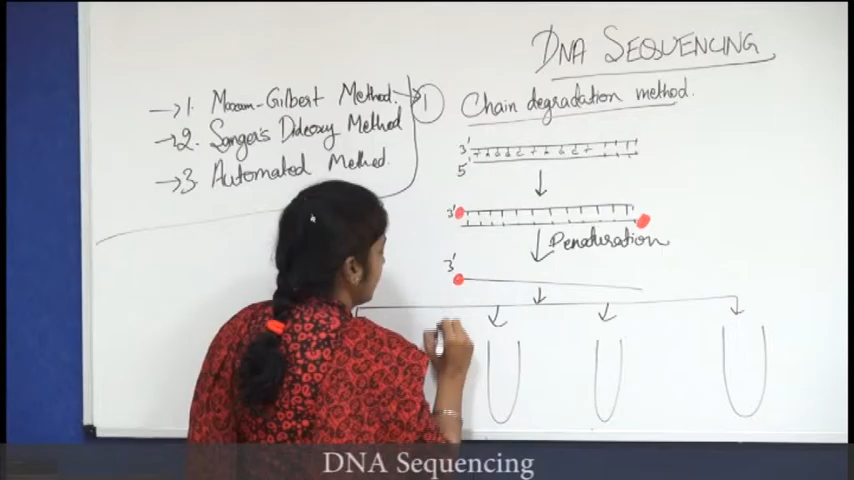 DNA SEQUENCING
→1. Maxam-Gilbert Method.
→2. Sanger's Dideoxy Method
→3. Automated Method.
① Chain degradation method.
3'
5'
3'
Denaturation
3'
DNA Sequencing